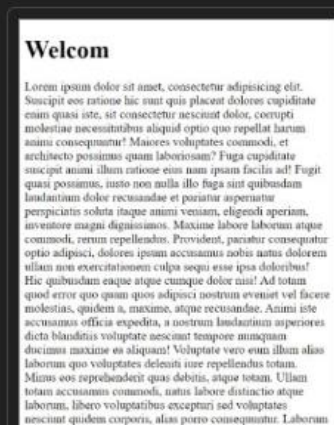 Welcom
Lorem ipsum dolor sit amet, consectetur adipisicing elit.
Suscipit eos ratione hic sunt quis placeat dolores cupiditate
enim quasi iste, sit consectetur nesciunt dolor, corrupti
molestiae necessitatibus aliquid optio quo repellat harum
animi consequuntur! Maiores voluptates commodi, et
architecto possimus quam laboriosam? Fuga cupiditate
suscipit animi illum ratione eius nam ipsam facilis ad! Fugit
quasi possimus, iusto non nulla illo fuga sint quibusdam
laudantium dolor recusandae et pariatur aspernatur
perspiciatis soluta itaque animi veniam, eligendi aperiam,
inventore magni dignissimos. Maxime labore laborum atque
commodi, rerum repellendus. Provident, pariatur consequatur
optio adipisci, dolores ipsum accusamus nobis natus dolorem
ullam non exercitationem culpa sequi esse ipsa doloribus!
Hic quibusdam eaque atque cumque dolor nisi! Ad totam
quod error quo quam quos adipisci nostrum eveniet vel facere
molestias, quidem a, maxime, atque recusandae. Animi iste
accusamus officia expedita, a nostrum laudantium asperiores
dicta blanditiis voluptate nesciunt tempore numquam
ducimus maxime ea aliquam! Voluptate vero eum illum alias
laborum quo voluptates deleniti iure repellendus totam.
Minus eos reprehenderit quas debitis, atque totam. Ullam
totam accusamus commodi, natus labore distinctio atque
laborum, libero voluptatibus excepturi sed voluptates
nesciunt quidem corporis, alias porro consequuntur. Laborum